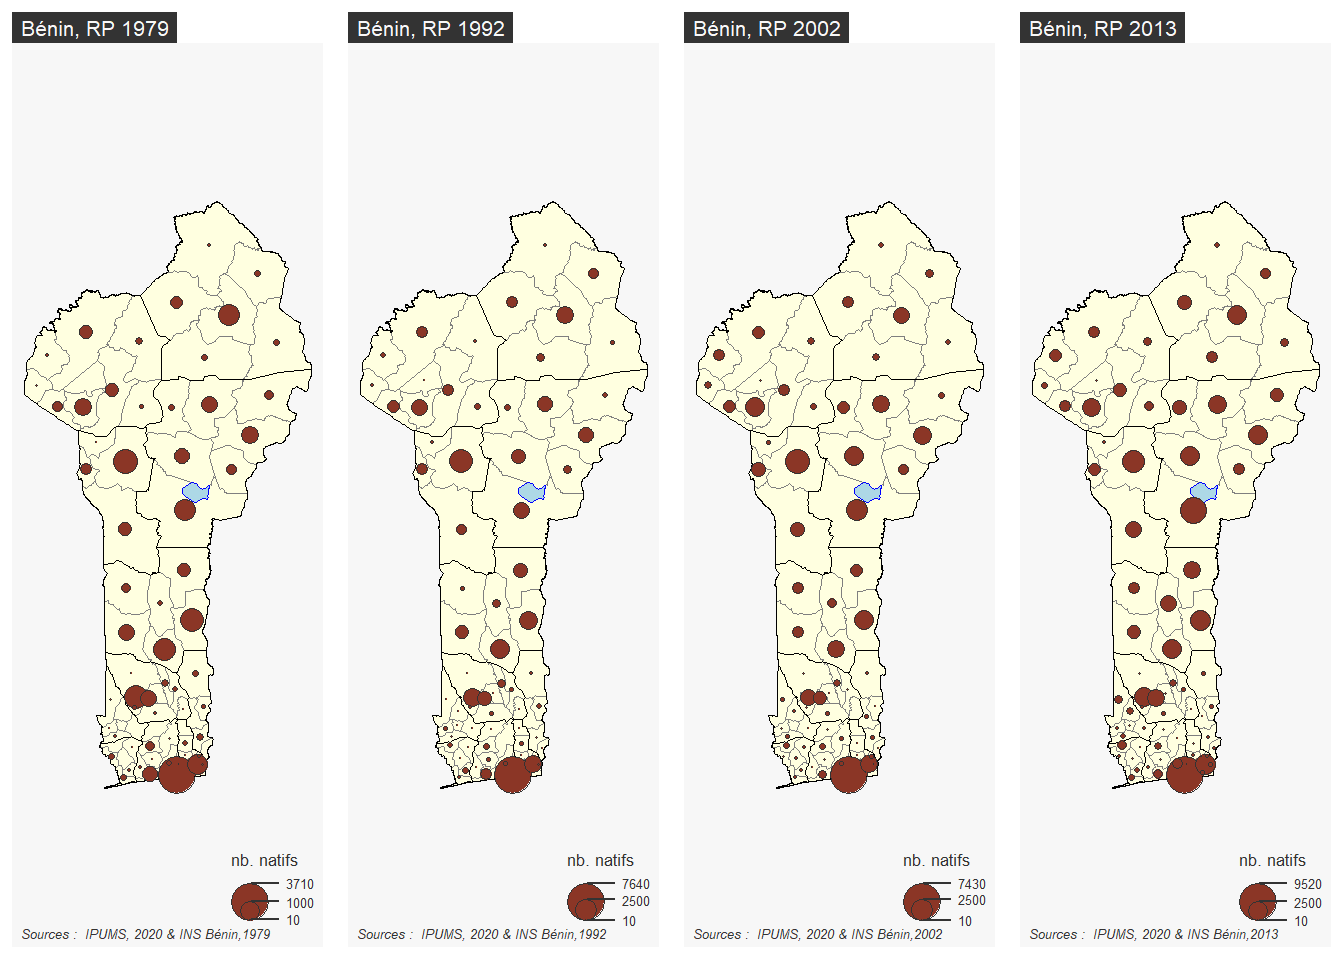 Bénin, RP 1979
nb. natifs
3710
1000
10
Sources : IPUMS, 2020 & INS Bénin,1979
Bénin, RP 1992
nb. natifs
7640
2500
10
Sources : IPUMS, 2020 & INS Bénin,1992
Bénin, RP 2002
nb. natifs
7430
2500
10
Sources : IPUMS, 2020 & INS Bénin,2002
Bénin, RP 2013
nb. natifs
9520
2500
10
Sources : IPUMS, 2020 & INS Bénin,2013